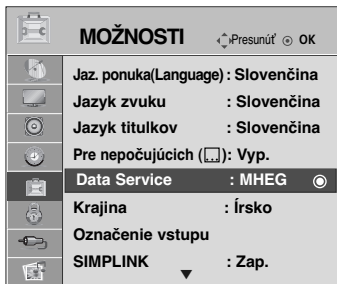 MOŽNOSTI Presunúť OK
Jaz. ponuka(Language) : Slovenčina
Jazyk zvuku : Slovenčina
Jazyk titulkov : Slovenčina
Pre nepočujúcich ( ): Vyp.
Data Service : MHEG
Krajina : Írsko
Označenie vstupu
SIMPLINK : Zap.